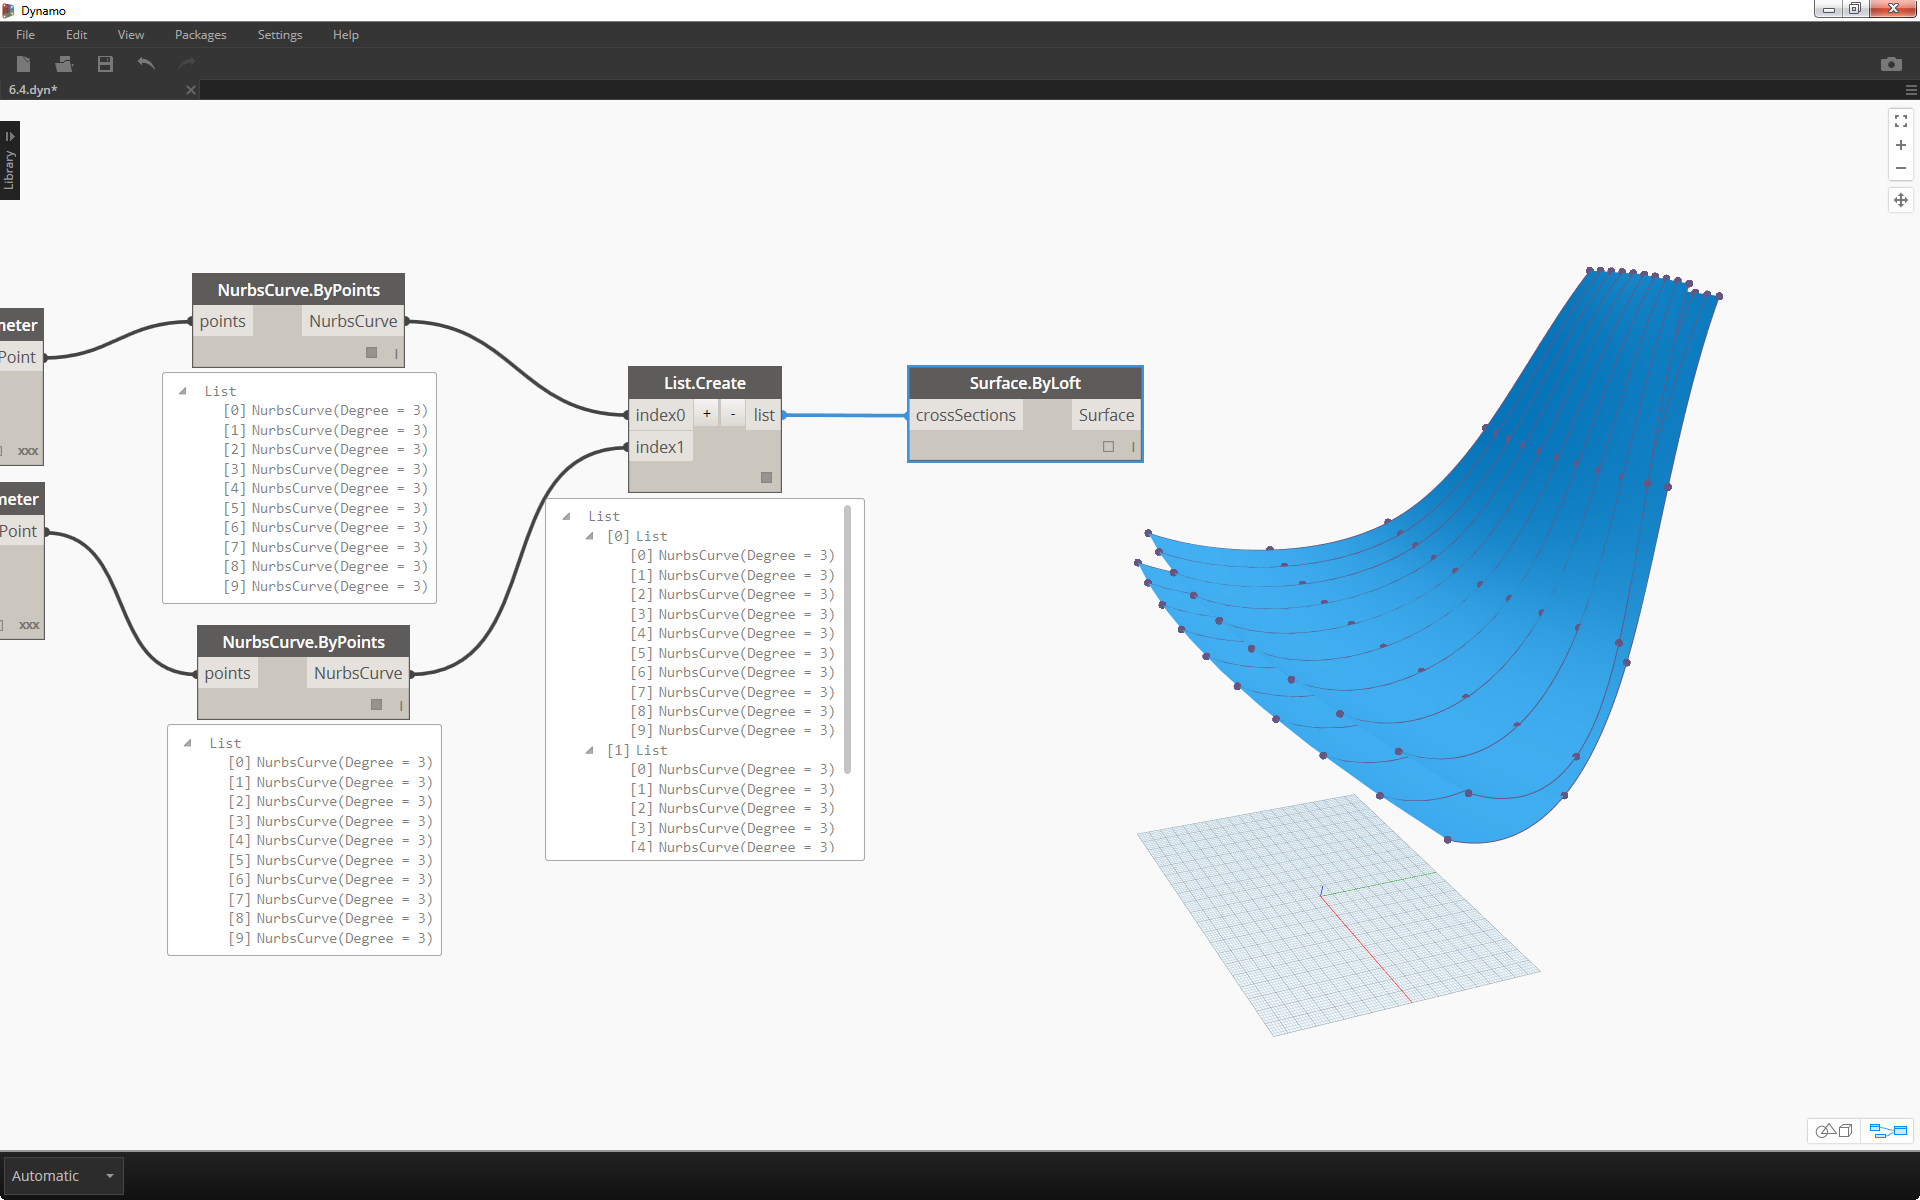 Dynamo
File Edit View Packages Settings Help
6.4.dyn*
Library
meter
Point
xxx
meter
Point
xxx
NurbsCurve.ByPoints
points NurbsCurve
List
[0] NurbsCurve(Degree = 3)
[1] NurbsCurve(Degree = 3)
[2] NurbsCurve(Degree = 3)
[3] NurbsCurve(Degree = 3)
[4] NurbsCurve(Degree = 3)
[5] NurbsCurve(Degree = 3)
[6] NurbsCurve(Degree = 3)
[7] NurbsCurve(Degree = 3)
[8] NurbsCurve(Degree = 3)
[9] NurbsCurve(Degree = 3)
NurbsCurve.ByPoints
points NurbsCurve
List
[0] NurbsCurve(Degree = 3)
[1] NurbsCurve(Degree = 3)
[2] NurbsCurve(Degree = 3)
[3] NurbsCurve(Degree = 3)
[4] NurbsCurve(Degree = 3)
[5] NurbsCurve(Degree = 3)
[6] NurbsCurve(Degree = 3)
[7] NurbsCurve(Degree = 3)
[8] NurbsCurve(Degree = 3)
[9] NurbsCurve(Degree = 3)
List.Create
index0 + - list
index1
List
[0] List
[0] NurbsCurve(Degree = 3)
[1] NurbsCurve(Degree = 3)
[2] NurbsCurve(Degree = 3)
[3] NurbsCurve(Degree = 3)
[4] NurbsCurve(Degree = 3)
[5] NurbsCurve(Degree = 3)
[6] NurbsCurve(Degree = 3)
[7] NurbsCurve(Degree = 3)
[8] NurbsCurve(Degree = 3)
[9] NurbsCurve(Degree = 3)
[1] List
[0] NurbsCurve(Degree = 3)
[1] NurbsCurve(Degree = 3)
[2] NurbsCurve(Degree = 3)
[3] NurbsCurve(Degree = 3)
[4] NurbsCurve(Degree = 3)
Surface.ByLoft
crossSections Surface
Automatic